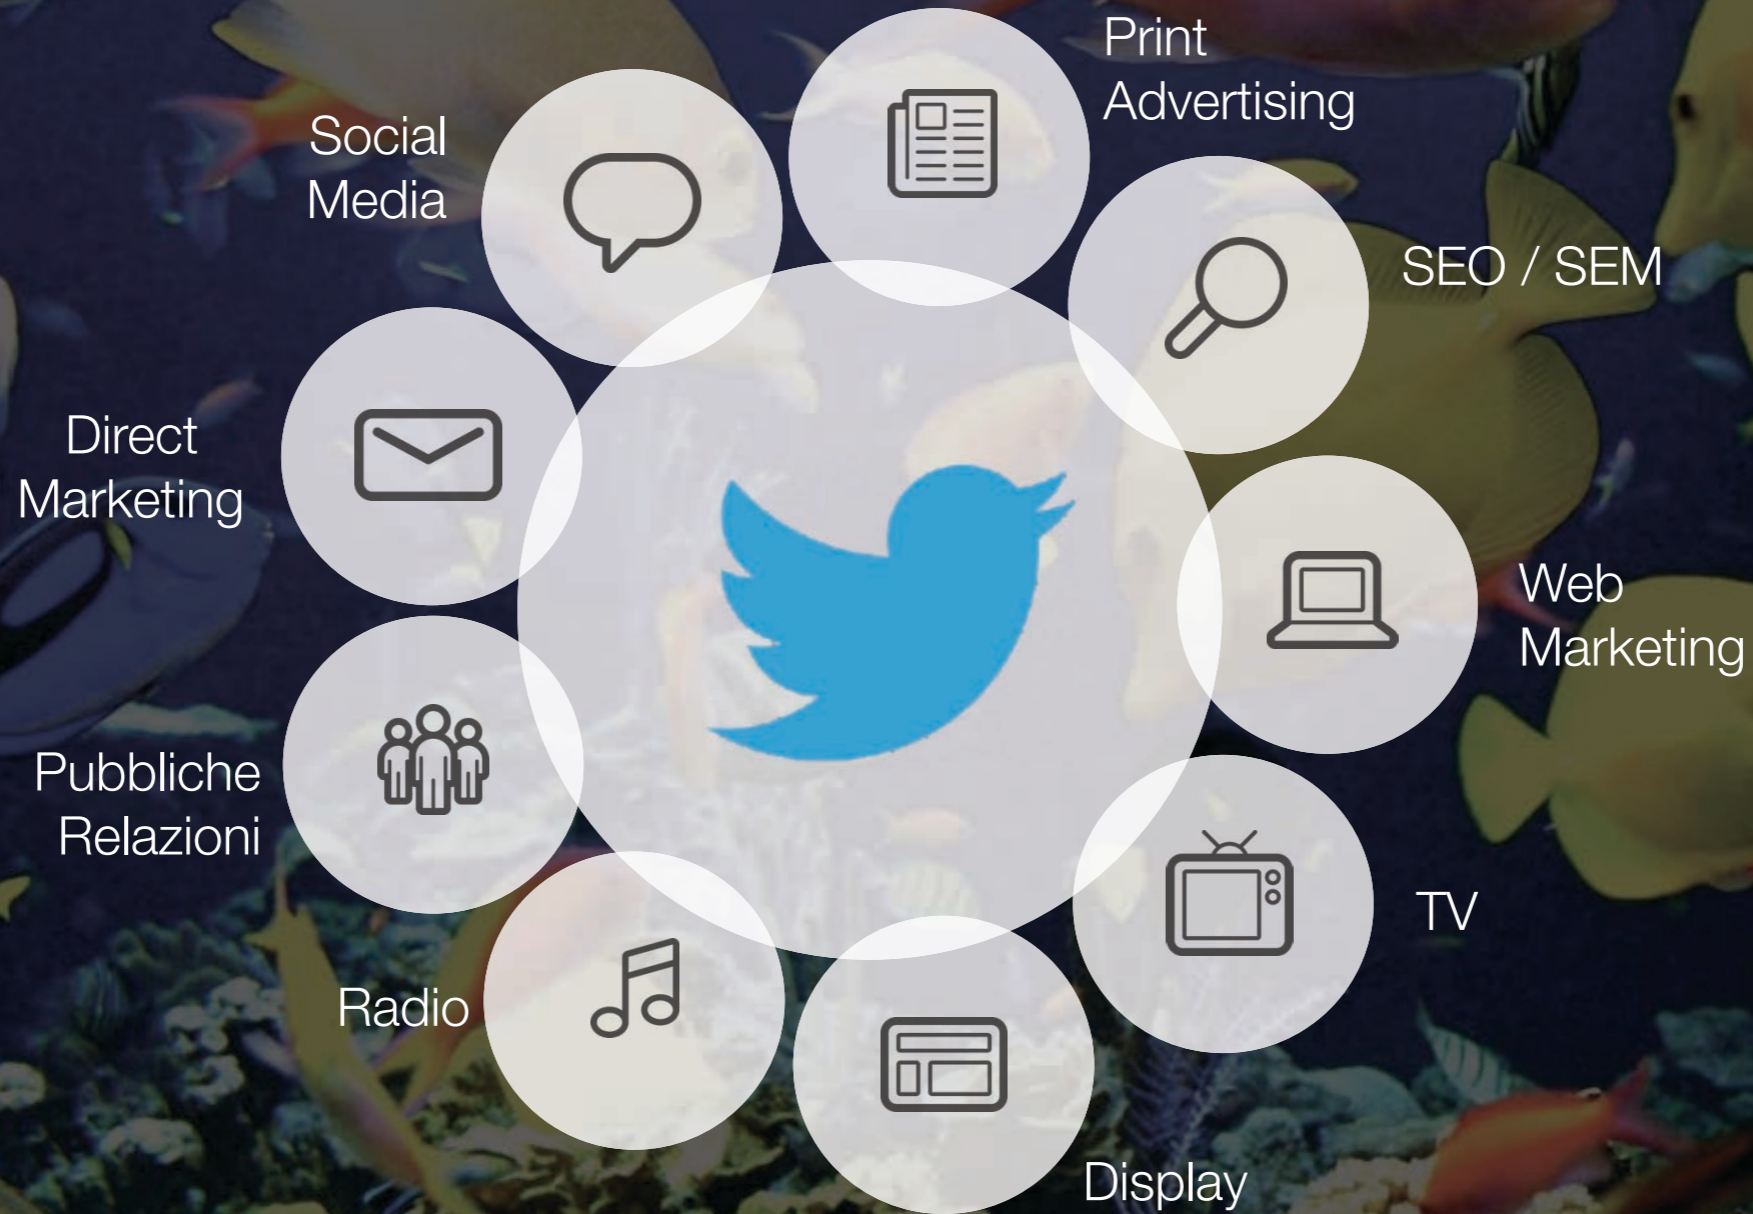 Print
Advertising
Social
Media
SEO / SEM
Direct
Marketing
Web
Marketing
Pubbliche
Relazioni
TV
Radio
Display